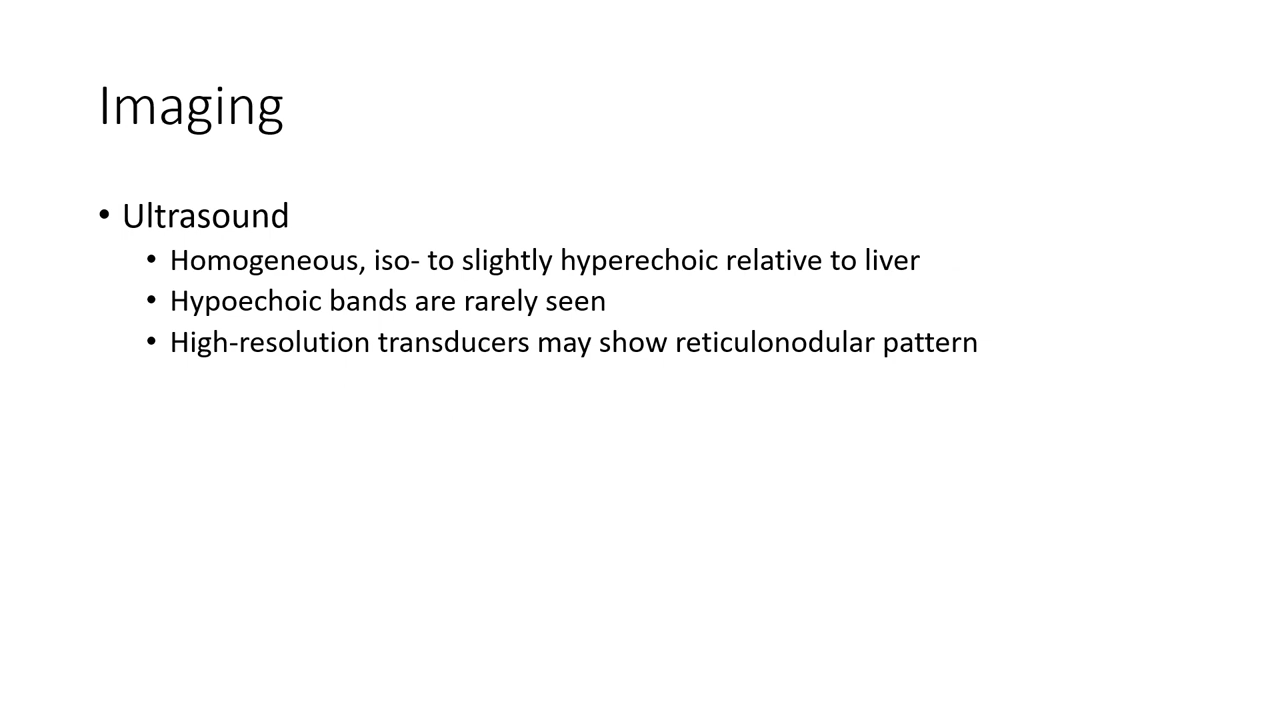 Imaging
• Ultrasound
• Homogeneous, iso- to slightly hyperechoic relative to liver
• Hypoechoic bands are rarely seen
• High-resolution transducers may show reticulonodular pattern